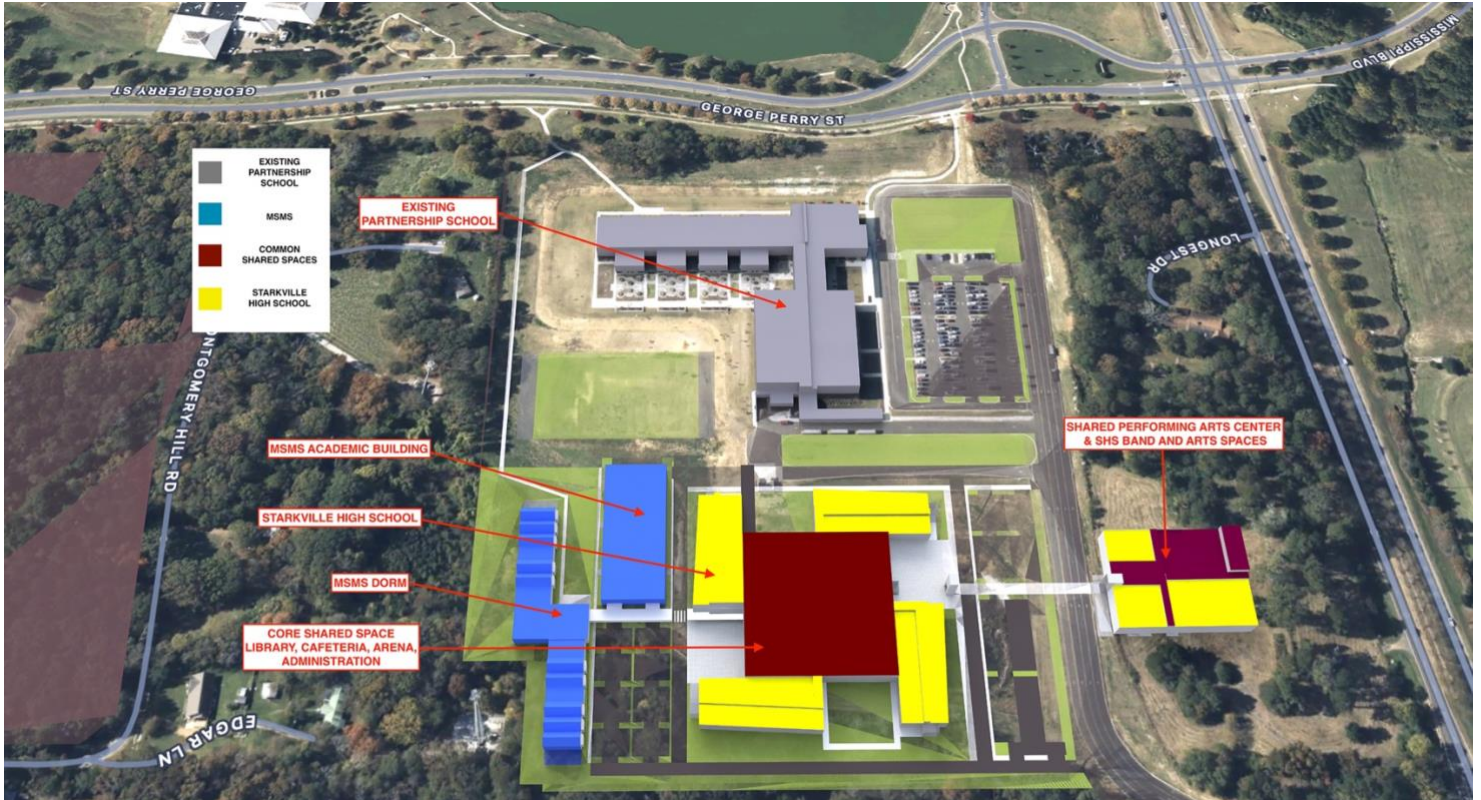 MISSISSIPPI BLVD
GEORGE PERRY ST
GEORGE PERRY ST
EXISTING
PARTNERSHIP
SCHOOL
MSMS
COMMON
SHARED SPACES
STARKVILLE
HIGH SCHOOL
EXISTING
PARTNERSHIP SCHOOL
LONGEST DR
ONTGOMERY HILL RD
MSMS ACADEMIC BUILDING
SHARED PERFORMING ARTS CENTER
& SHS BAND AND ARTS SPACES
STARKVILLE HIGH SCHOOL
MSMS DORM
CORE SHARED SPACE
LIBRARY, CAFETERIA, ARENA,
ADMINISTRATION
EDGAR LN